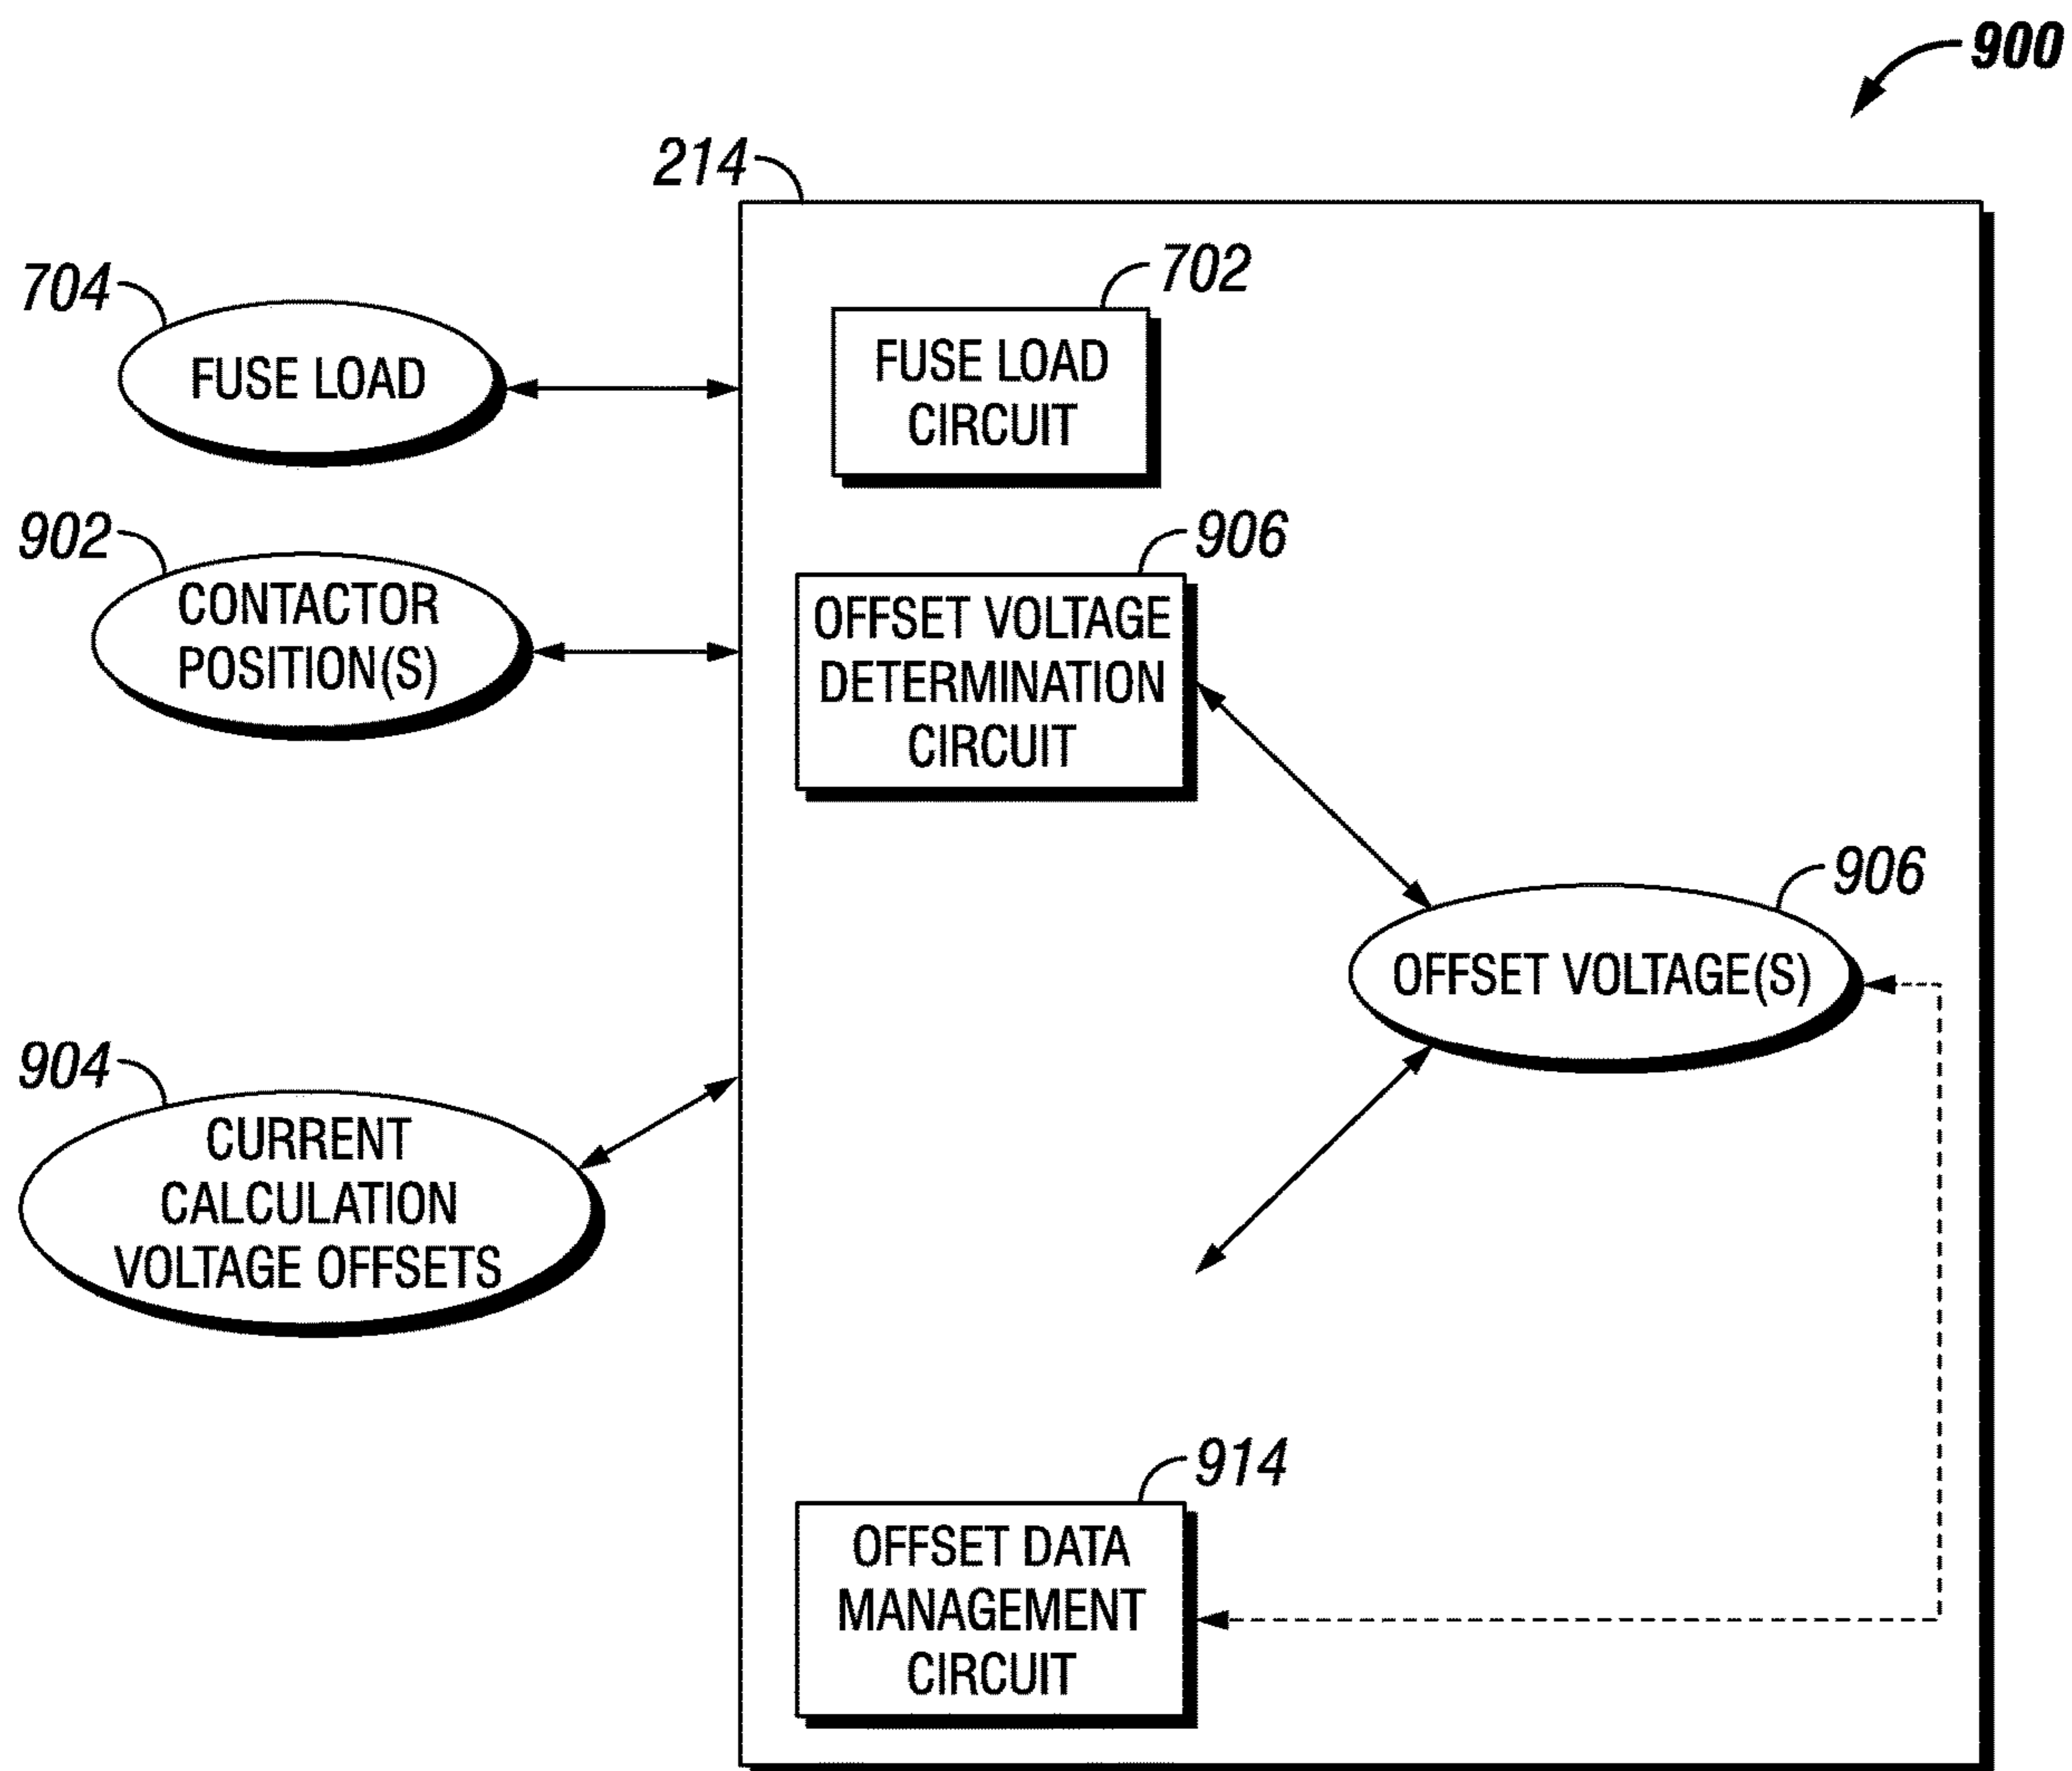 900
214
702
704
FUSE LOAD
FUSE LOAD
CIRCUIT
902
906
CONTACTOR
POSITION(S)
OFFSET VOLTAGE
DETERMINATION
CIRCUIT
906
OFFSET VOLTAGE(S)
904
CURRENT
CALCULATION
VOLTAGE OFFSETS
914
OFFSET DATA
MANAGEMENT
CIRCUIT